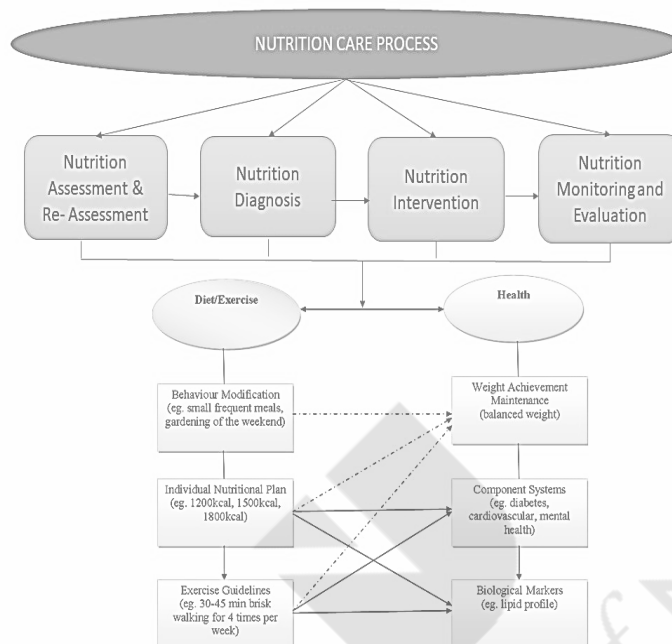 NUTRITION CARE PROCESS
Nutrition
Assessment &
Re- Assessment
Nutrition
Diagnosis
Nutrition
Intervention
Nutrition
Monitoring and
Evaluation
Diet/Exercise
Health
Behaviour Modification
(eg. small frequent meals,
gardening of the weekend)
Weight Achievement
Maintenance
(balanced weight)
Individual Nutritional Plan
(eg. 1200kcal, 1500kcal,
1800kcal)
Component Systems
(eg. diabetes,
cardiovascular, mental
health)
Exercise Guidelines
(eg. 30-45 min brisk
walking for 4 times per
week)
Biological Markers
(eg. lipid profile)